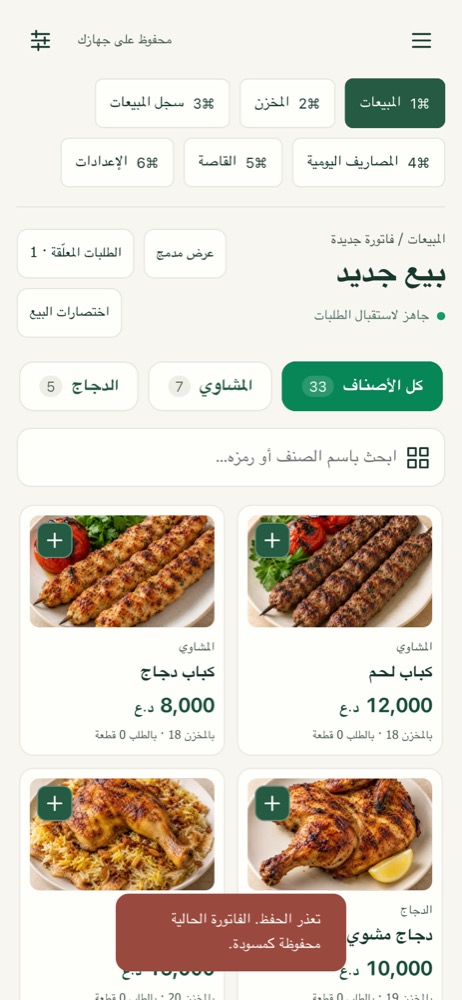 محفوظ على جهازك
⌘1 المبيعات
⌘2 المخزن
⌘3 سجل المبيعات
⌘4 المصاريف اليومية
⌘5 القاصة
⌘6 الإعدادات
المبيعات / فاتورة جديدة
بيع جديد
جاهز لاستقبال الطلبات
عرض مدمج
الطلبات المعلّقة · 1
اختصارات البيع
كل الأصناف 33
المشاوي 7
الدجاج 5
ابحث باسم الصنف أو رمزه...
المشاوي
كباب لحم
12,000 د.ع
بالمخزن 18 · بالطلب 0 قطعة
المشاوي
كباب دجاج
8,000 د.ع
بالمخزن 18 · بالطلب 0 قطعة
الدجاج
دجاج مشوي
10,000 د.ع
بالمخزن 19 · بالطلب 0 قطعة
بالمخزن 20 · بالطلب 0 قطعة
تعذر الحفظ. الفاتورة الحالية
محفوظة كمسودة.